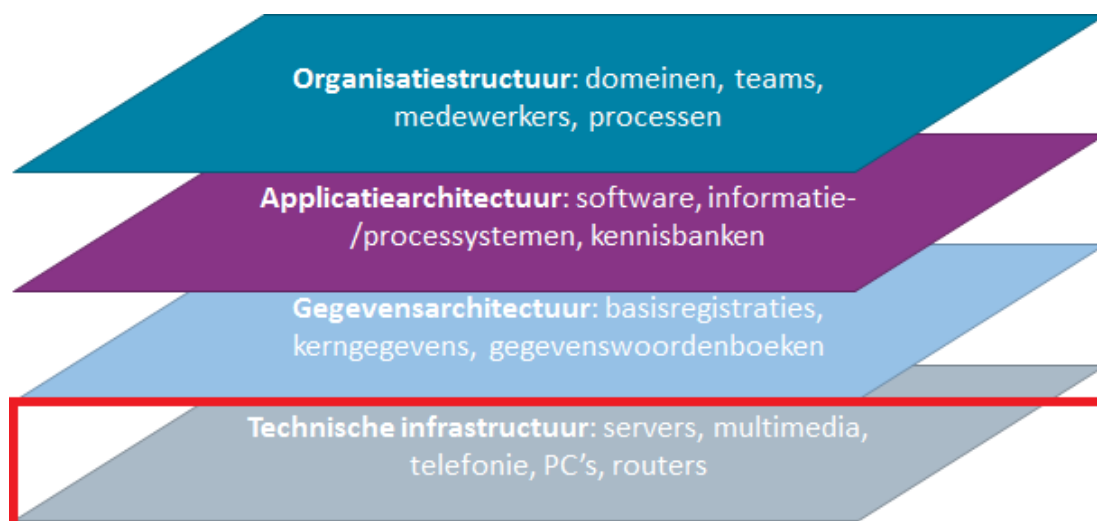 Organisatiestructuur: domeinen, teams,
medewerkers, processen
Applicatiearchitectuur: software, informatie-
/processystemen, kennisbanken
Gegevensarchitectuur: basisregistraties,
kerngegevens, gegevenswoordenboeken
Technische infrastructuur: servers, multimedia,
telefonie, PC's, routers